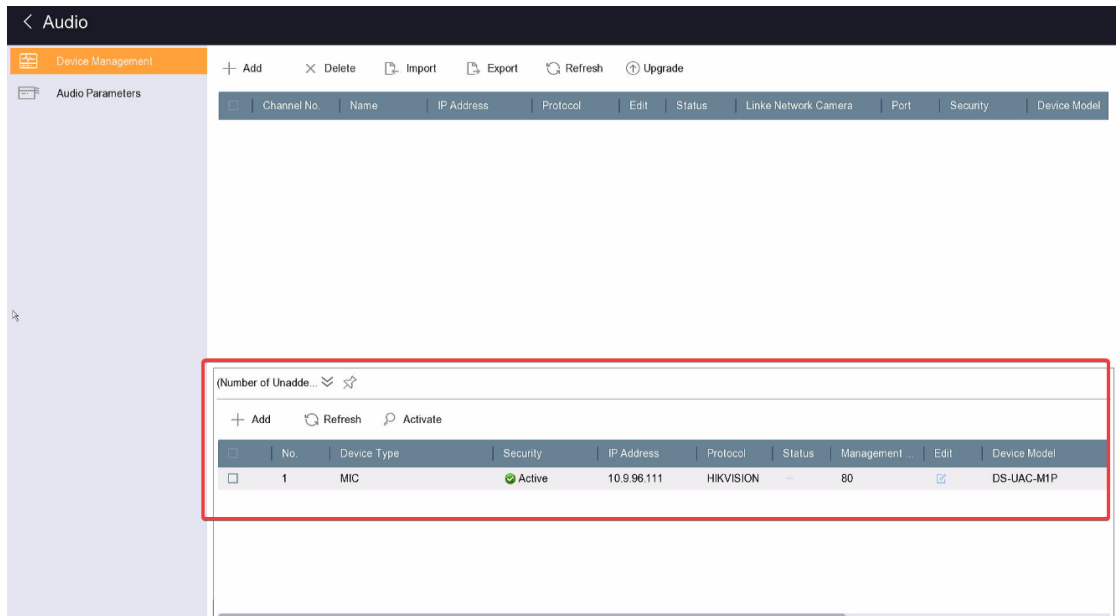 Audio
Device Management
Audio Parameters
Add Delete Import Export Refresh Upgrade
Channel No. Name IP Address Protocol Edit Status Linke Network Camera Port Security Device Model
(Number of Unadde...
Add Refresh Activate
No. Device Type Security IP Address Protocol Status Management ... Edit Device Model
1 MIC Active 10.9.96.111 HIKVISION — 80 DS-UAC-M1P